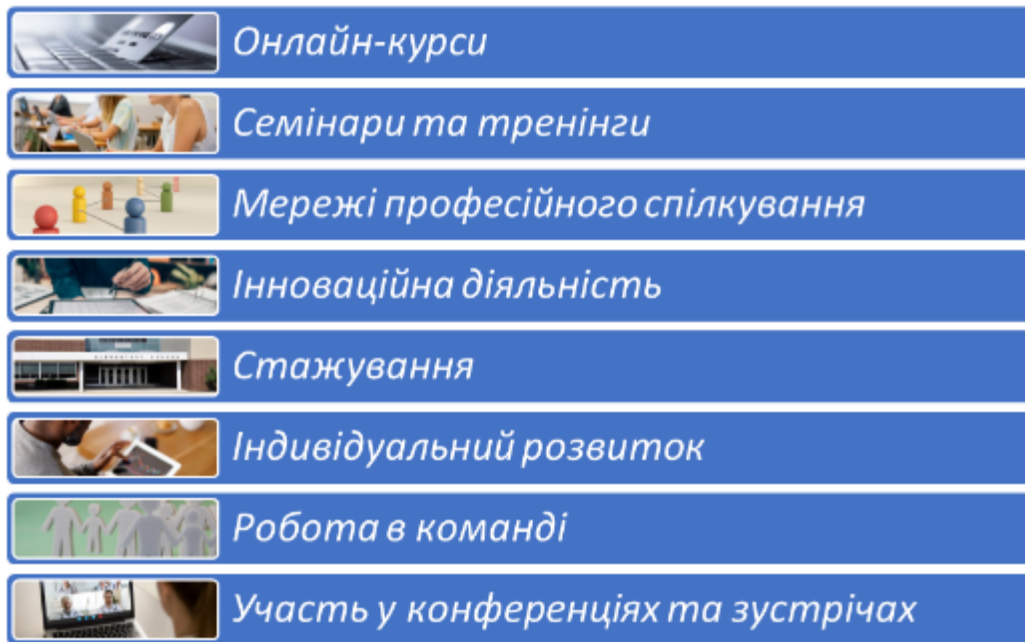 Онлайн-курси
Семінари та тренінги
Мережі професійного спілкування
Інноваційна діяльність
Стажування
Індивідуальний розвиток
Робота в команді
Участь у конференціях та зустрічах